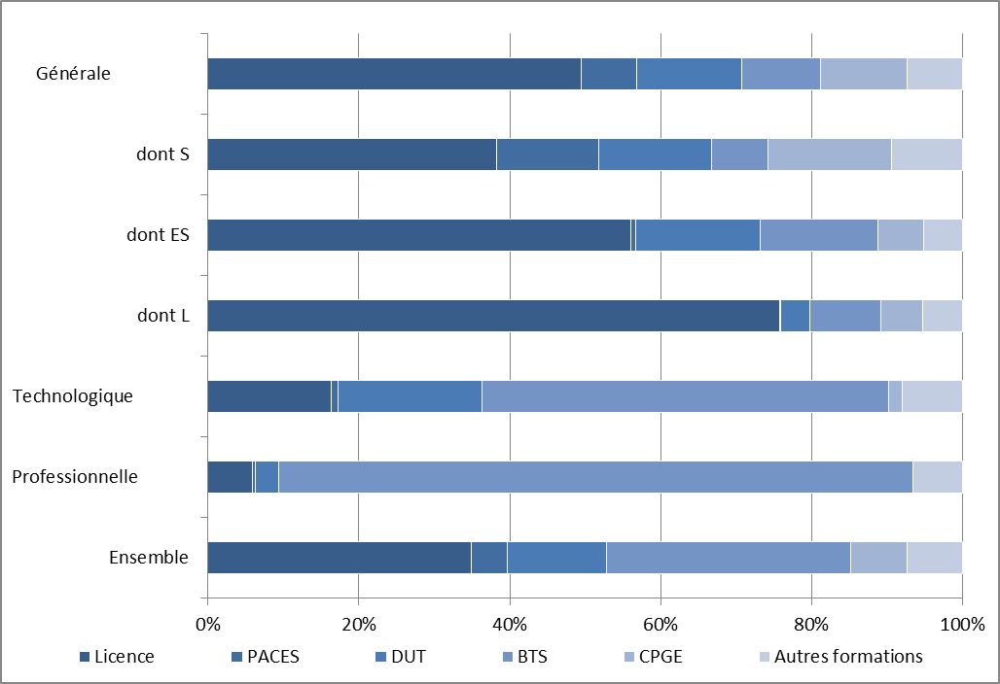 Générale
dont S
dont ES
dont L
Technologique
Professionnelle
Ensemble
0% 20% 40% 60% 80% 100%
Licence PACES DUT BTS CPGE Autres formations